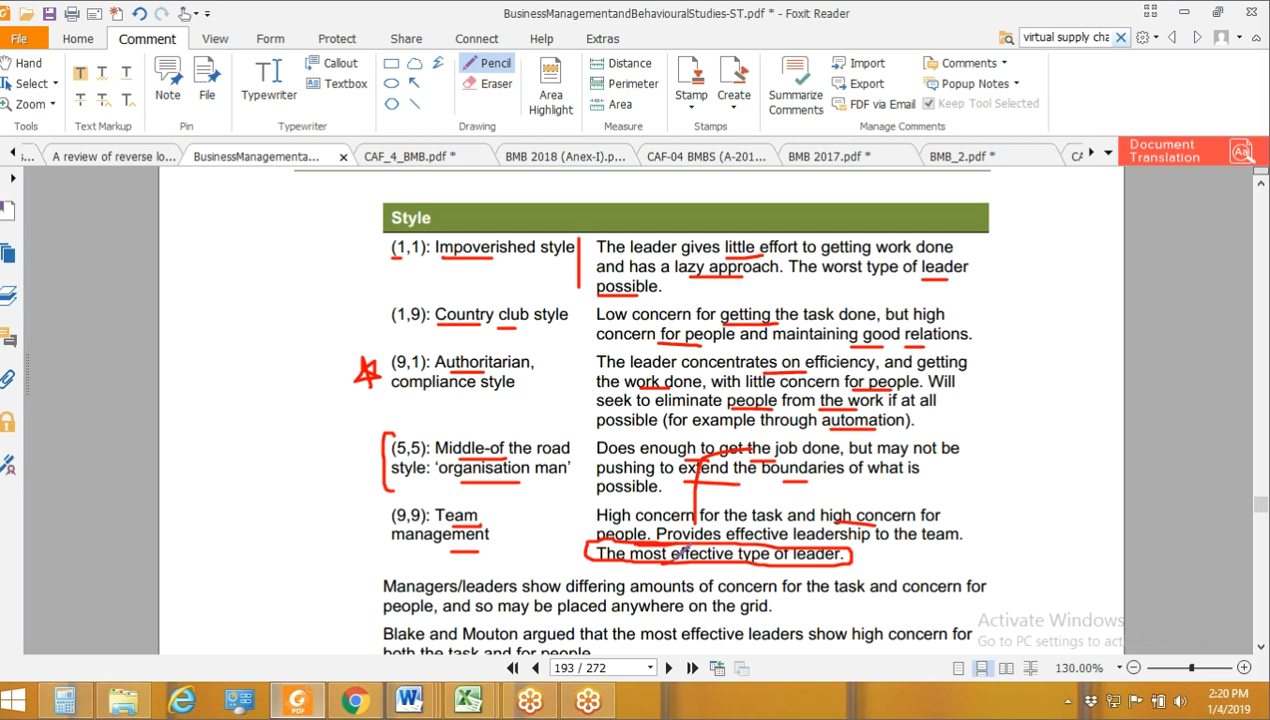 BusinessManagementandBehaviouralStudies-ST.pdf * - Foxit Reader
File Home Comment View Form Protect Share Connect Help Extras
virtual supply cha
Hand
Select
Zoom
Tools
Text Markup
Note
File
Pin
Typewriter
Callout
Textbox
Typewriter
Pencil
Eraser
Drawing
Area
Highlight
Distance
Perimeter
Area
Measure
Stamp
Create
Stamps
Summarize
Comments
Import
Export
FDF via Email
Comments
Popup Notes
Keep Tool Selected
Manage Comments
s... A review of reverse lo... BusinessManagementa... CAF_4_BMB.pdf * BMB 2018 (Anex-I).p... CAF-04 BMBS (A-201... BMB 2017.pdf * BMB_2.pdf * CA
Document
Translation
Style
(1,1): Impoverished style
The leader gives little effort to getting work done
and has a lazy approach. The worst type of leader
possible.
(1,9): Country club style
Low concern for getting the task done, but high
concern for people and maintaining good relations.
(9,1): Authoritarian,
compliance style
The leader concentrates on efficiency, and getting
the work done, with little concern for people. Will
seek to eliminate people from the work if at all
possible (for example through automation).
(5,5): Middle-of the road
style: ‘organisation man’
Does enough to get the job done, but may not be
pushing to extend the boundaries of what is
possible.
(9,9): Team
management
High concern for the task and high concern for
people. Provides effective leadership to the team.
The most effective type of leader.
Managers/leaders show differing amounts of concern for the task and concern for
people, and so may be placed anywhere on the grid.
Blake and Mouton argued that the most effective leaders show high concern for
both the task and for people.
Activate Windows
Go to PC settings to act
193 / 272
130.00%
2:20 PM
1/4/2019